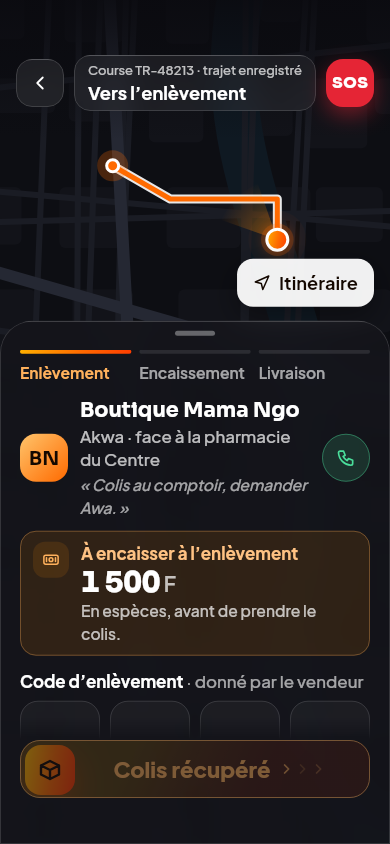 Course TR-48213 · trajet enregistré
Vers l’enlèvement
SOS
Itinéraire
Enlèvement
Encaissement
Livraison
Boutique Mama Ngo
BN
Akwa · face à la pharmacie
du Centre
« Colis au comptoir, demander
Awa. »
À encaisser à l’enlèvement
1 500 F
En espèces, avant de prendre le
colis.
Code d’enlèvement · donné par le vendeur
Colis récupéré